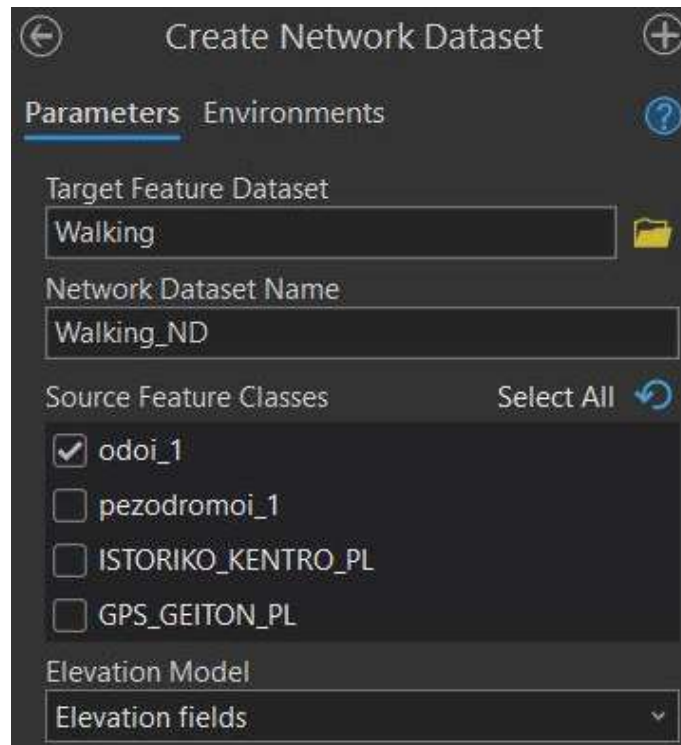 Create Network Dataset
Parameters Environments
Target Feature Dataset
Walking
Network Dataset Name
Walking_ND
Source Feature Classes Select All
odoi_1
pezodromoi_1
ISTORIKO_KENTRO_PL
GPS_GEITON_PL
Elevation Model
Elevation fields